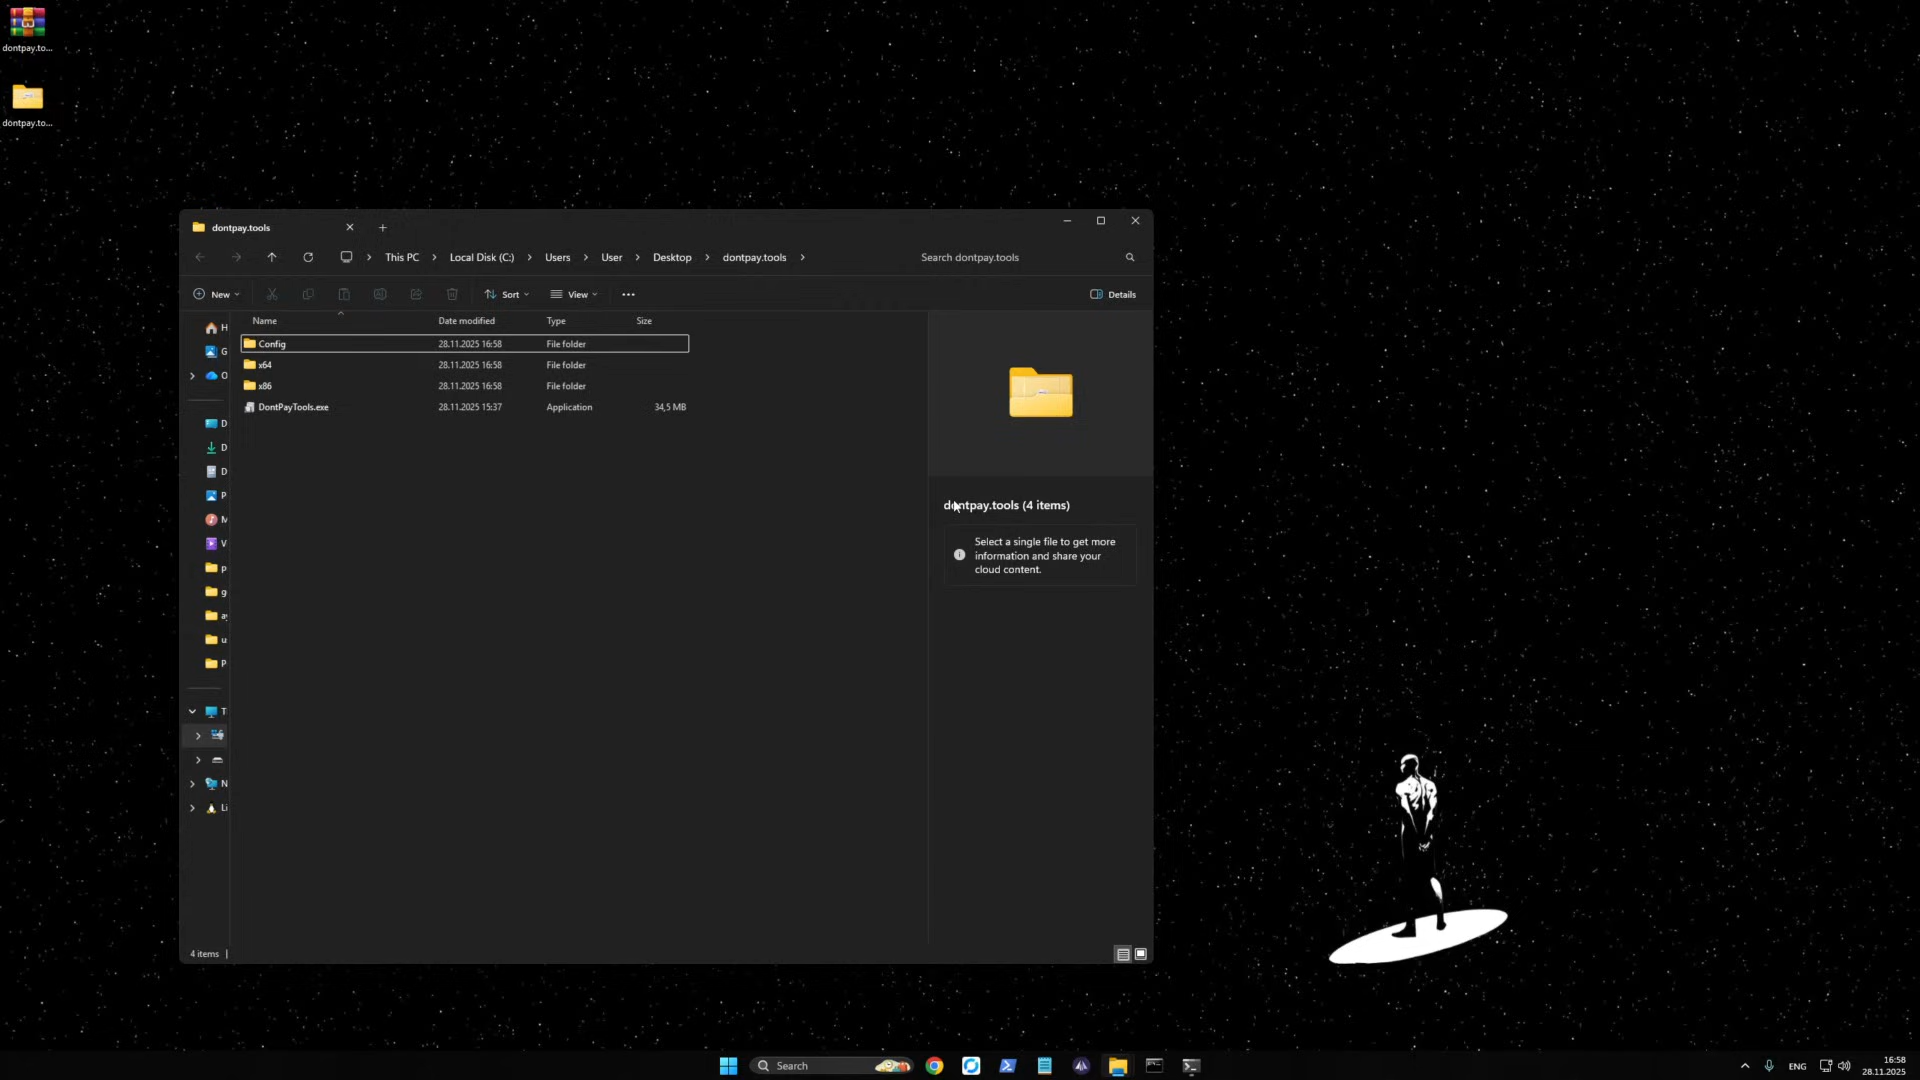 dontpay.to...
dontpay.to...
dontpay.tools
This PC
Local Disk (C:)
Users
User
Desktop
dontpay.tools
Search dontpay.tools
New
Sort
View
Details
Name Date modified Type Size
Config 28.11.2025 16:58 File folder
x64 28.11.2025 16:58 File folder
x86 28.11.2025 16:58 File folder
DontPayTools.exe 28.11.2025 15:37 Application 34,5 MB
H
G
O
D
D
D
P
M
V
p
g
a
u
P
T
N
Li
dontpay.tools (4 items)
Select a single file to get more
information and share your
cloud content.
4 items
Search
ENG
16:58
28.11.2025